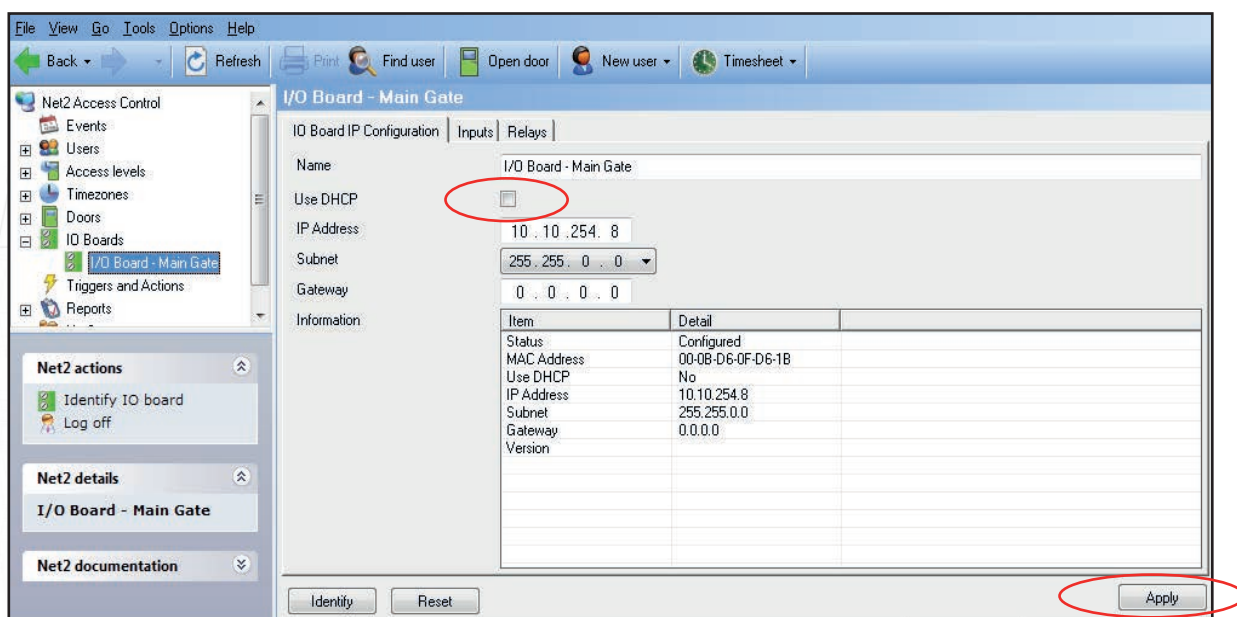 File View Go Tools Options Help
Back Refresh Print Find user Open door New user Timesheet
Net2 Access Control
Events
Users
Access levels
Timezones
Doors
IO Boards
I/O Board - Main Gate
Triggers and Actions
Reports
Net2 actions
Identify IO board
Log off
Net2 details
I/O Board - Main Gate
Net2 documentation
I/O Board - Main Gate
IO Board IP Configuration Inputs Relays
Name I/O Board - Main Gate
Use DHCP
IP Address 10 . 10 .254. 8
Subnet 255.255. 0 . 0
Gateway 0 . 0 . 0 . 0
Information Item Detail
Status Configured
MAC Address 00-0B-D6-0F-D6-1B
Use DHCP No
IP Address 10.10.254.8
Subnet 255.255.0.0
Gateway 0.0.0.0
Version
Identify Reset Apply